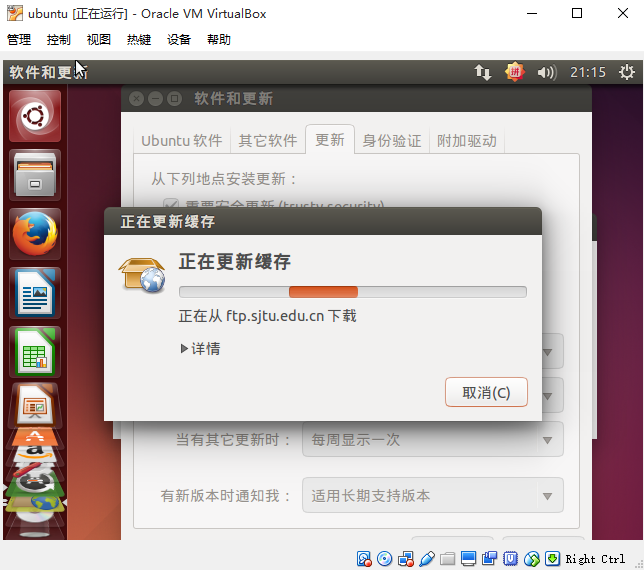 ubuntu [正在运行] - Oracle VM VirtualBox
管理 控制 视图 热键 设备 帮助
软件和更新 拼 21:15
软件和更新
Ubuntu 软件 其它软件 更新 身份验证 附加驱动
从下列地点安装更新：
重要安全更新 (trusty-security)
正在更新缓存
正在更新缓存
正在从 ftp.sjtu.edu.cn 下载
详情
取消(C)
当有其它更新时： 每周显示一次
有新版本时通知我： 适用长期支持版本
Right Ctrl